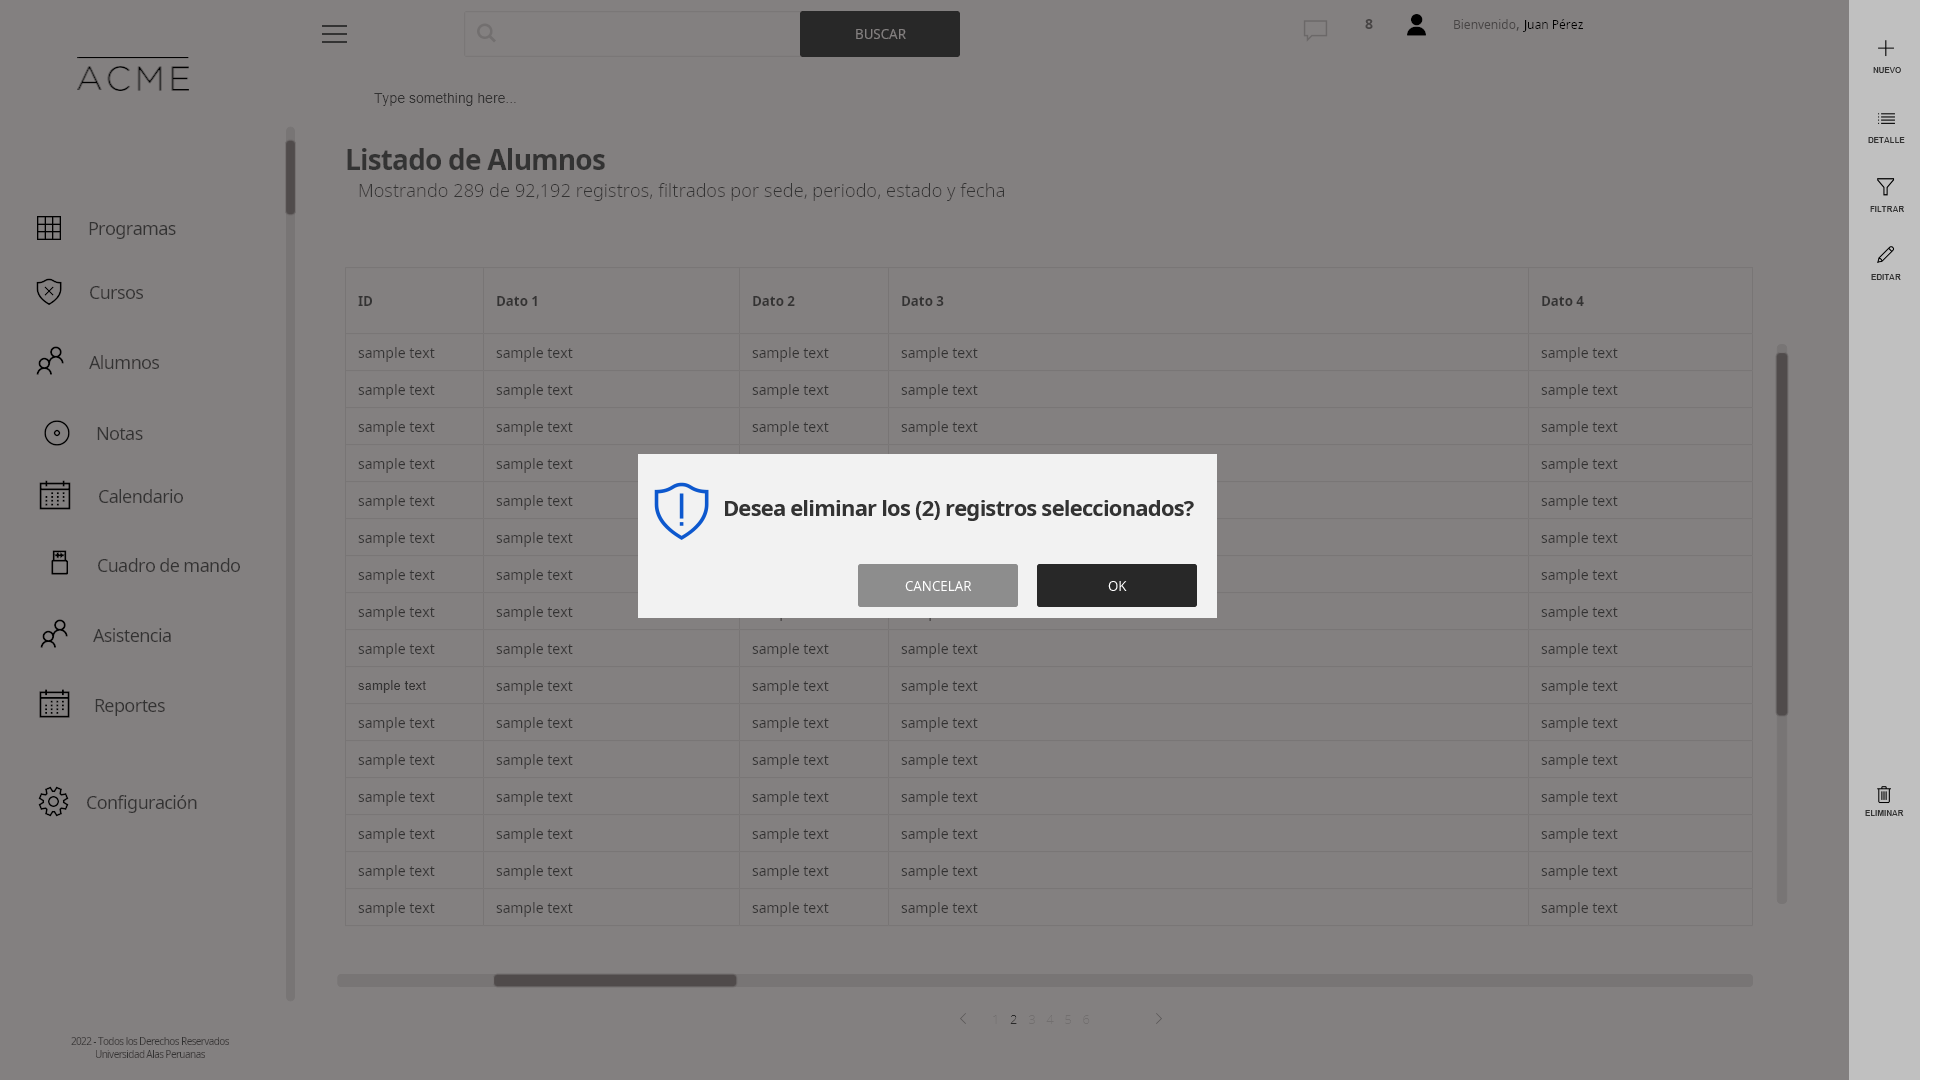 ACME
BUSCAR
8
Bienvenido, Juan Pérez
Type something here...
Listado de Alumnos
Mostrando 289 de 92,192 registros, filtrados por sede, periodo, estado y fecha
Programas
Cursos
Alumnos
Notas
Calendario
Cuadro de mando
Asistencia
Reportes
Configuración
2022 - Todos los Derechos Reservados
Universidad Alas Peruanas
ID Dato 1 Dato 2 Dato 3 Dato 4
sample text sample text sample text sample text sample text
sample text sample text sample text sample text sample text
sample text sample text sample text sample text sample text
sample text sample text sample text
sample text sample text sample text
sample text sample text sample text
sample text sample text sample text
sample text sample text sample text
sample text sample text sample text sample text sample text
sample text sample text sample text sample text sample text
sample text sample text sample text sample text sample text
sample text sample text sample text sample text sample text
sample text sample text sample text sample text sample text
sample text sample text sample text sample text sample text
sample text sample text sample text sample text sample text
sample text sample text sample text sample text sample text
Desea eliminar los (2) registros seleccionados?
CANCELAR
OK
1 2 3 4 5 6
NUEVO
DETALLE
FILTRAR
EDITAR
ELIMINAR